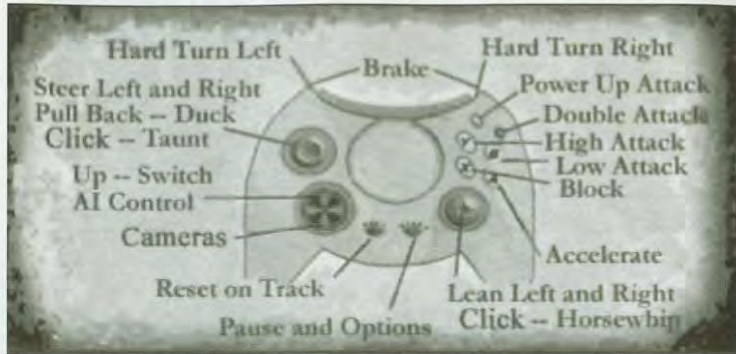 Hard Turn Left
Brake
Hard Turn Right
Steer Left and Right
Pull Back -- Duck
Click -- Taunt
Power Up Attack
Double Attack
High Attack
Low Attack
Block
Up -- Switch
AI Control
Cameras
Accelerate
Reset on Track
Pause and Options
Lean Left and Right
Click -- Horsewhip